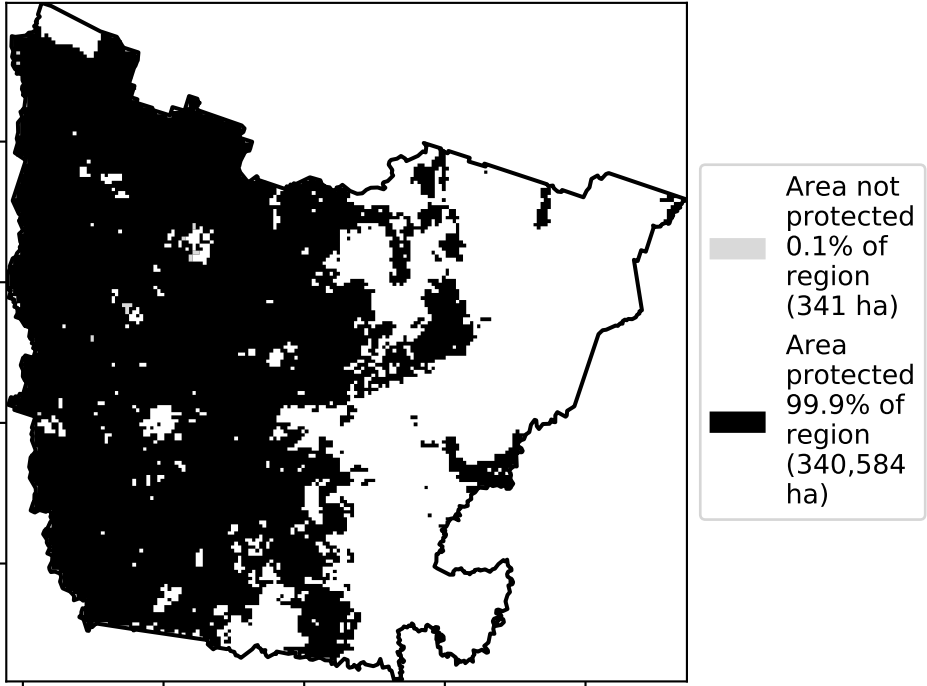 Area not
protected
0.1% of
region
(341 ha)
Area
protected
99.9% of
region
(340,584
ha)